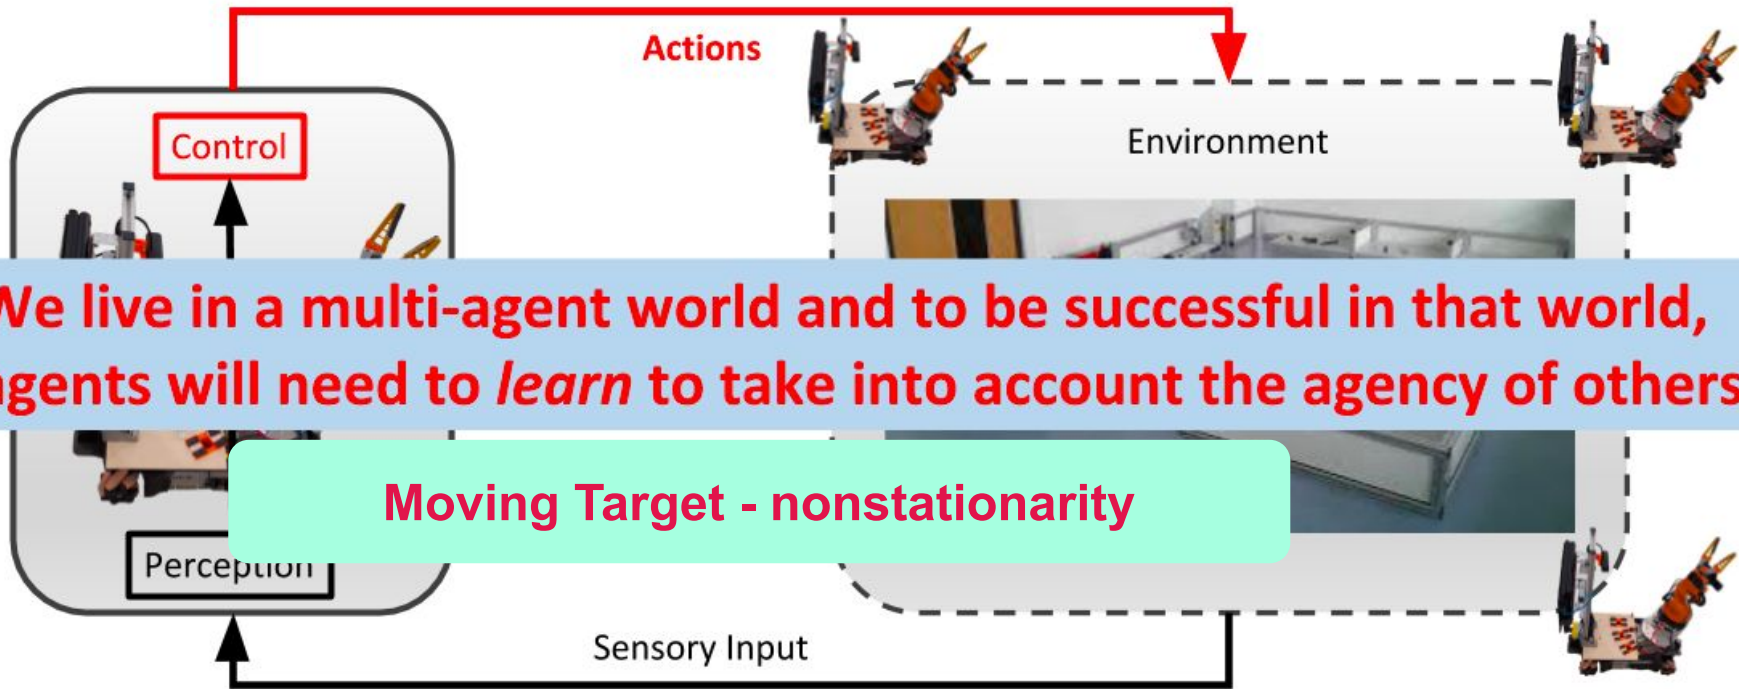 Actions
Control
Environment
We live in a multi-agent world and to be successful in that world,
agents will need to learn to take into account the agency of others
Moving Target - nonstationarity
Perception
Sensory Input